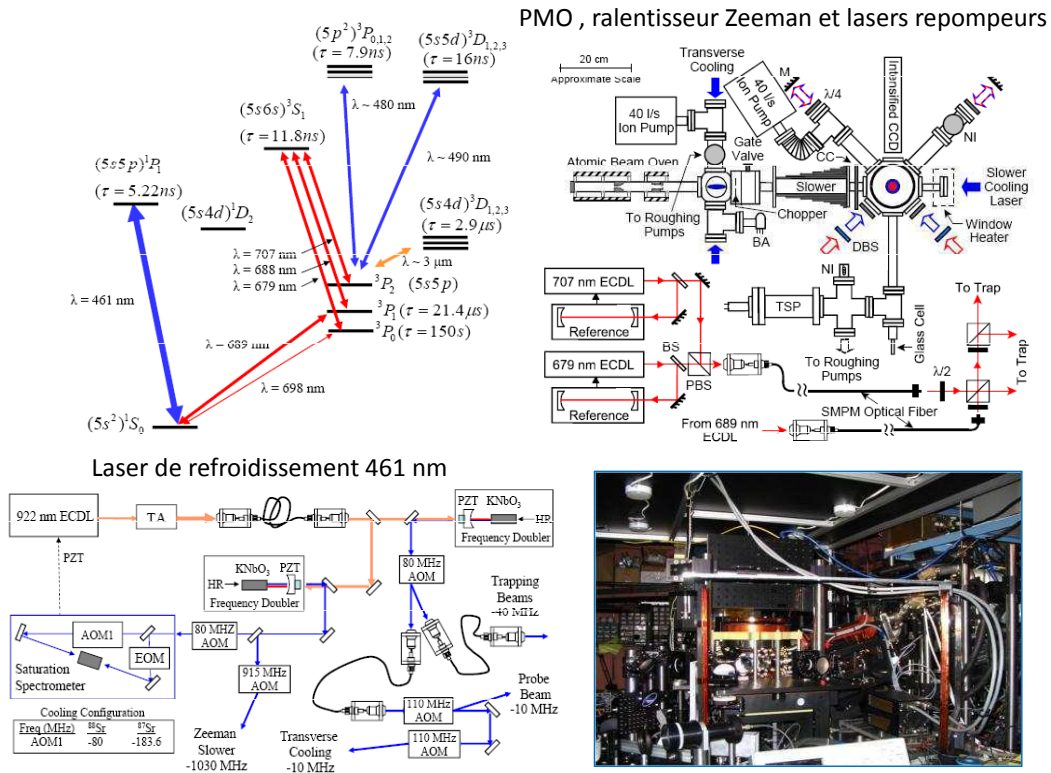 PMO , ralentisseur Zeeman et lasers repompeurs
(5p²)³P0,1,2
(τ = 7.9ns)
(5s5d)³D1,2,3
(τ = 16ns)
(5s6s)³S1
(τ = 11.8ns)
λ ~ 480 nm
λ ~ 490 nm
(5s5p)¹P1
(τ = 5.22ns)
(5s4d)¹D2
(5s4d)³D1,2,3
(τ = 2.9μs)
λ ~ 3 μm
λ = 707 nm
λ = 688 nm
λ = 679 nm
³P2 (5s5p)
³P1(τ = 21.4μs)
³P0(τ = 150s)
λ = 461 nm
λ ~ 689 nm
λ = 698 nm
(5s²)¹S0
20 cm
Approximate Scale
Transverse
Cooling
40 l/s
Ion Pump
40 l/s
Ion Pump
M
λ/4
Intensified CCD
NI
Gate
Valve
CC
Atomic Beam Oven
Slower
Slower
Cooling
Laser
To Roughing
Pumps
Chopper
BA
DBS
Window
Heater
707 nm ECDL
Reference
BS
679 nm ECDL
PBS
Reference
NI
TSP
Glass Cell
To Roughing
Pumps
To Trap
To Trap
To Trap
λ/2
SMPM Optical Fiber
From 689 nm
ECDL
Laser de refroidissement 461 nm
922 nm ECDL
TA
PZT
PZT KNbO₃
HR
Frequency Doubler
KNbO₃ PZT
HR
Frequency Doubler
80 MHz
AOM
Trapping
Beams
-40 MHz
AOM1
EOM
Saturation
Spectrometer
80 MHZ
AOM
915 MHz
AOM
Zeeman
Slower
-1030 MHz
Cooling Configuration
Freq (MHz) ⁸⁸Sr ⁸⁷Sr
AOM1 -80 -183.6
110 MHz
AOM
110 MHz
AOM
Probe
Beam
-10 MHz
Transverse
Cooling
-10 MHz